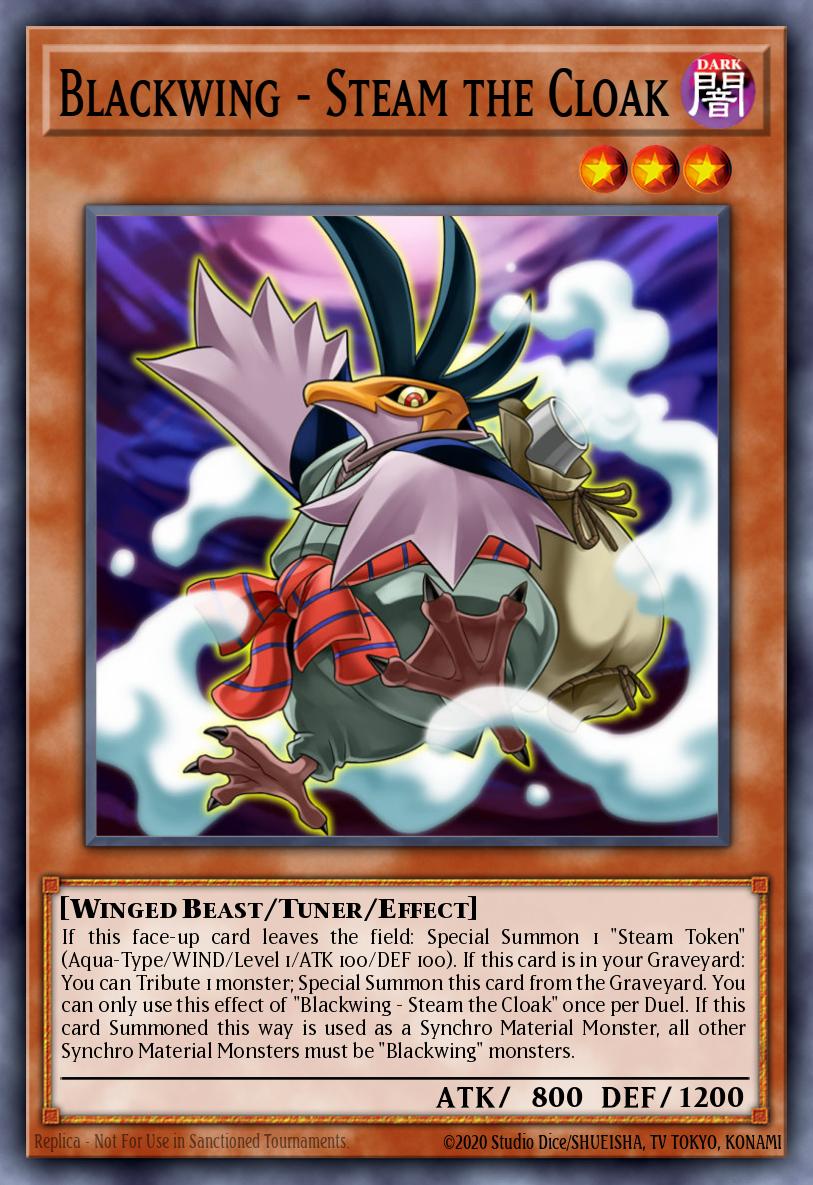 Blackwing - Steam the Cloak
DARK
闇
[Winged Beast/Tuner/Effect]
If this face-up card leaves the field: Special Summon 1 "Steam Token"
(Aqua-Type/WIND/Level 1/ATK 100/DEF 100). If this card is in your Graveyard:
You can Tribute 1 monster; Special Summon this card from the Graveyard. You
can only use this effect of "Blackwing - Steam the Cloak" once per Duel. If this
card Summoned this way is used as a Synchro Material Monster, all other
Synchro Material Monsters must be "Blackwing" monsters.
ATK/ 800 DEF/1200
Replica - Not For Use in Sanctioned Tournaments.
©2020 Studio Dice/SHUEISHA, TV TOKYO, KONAMI